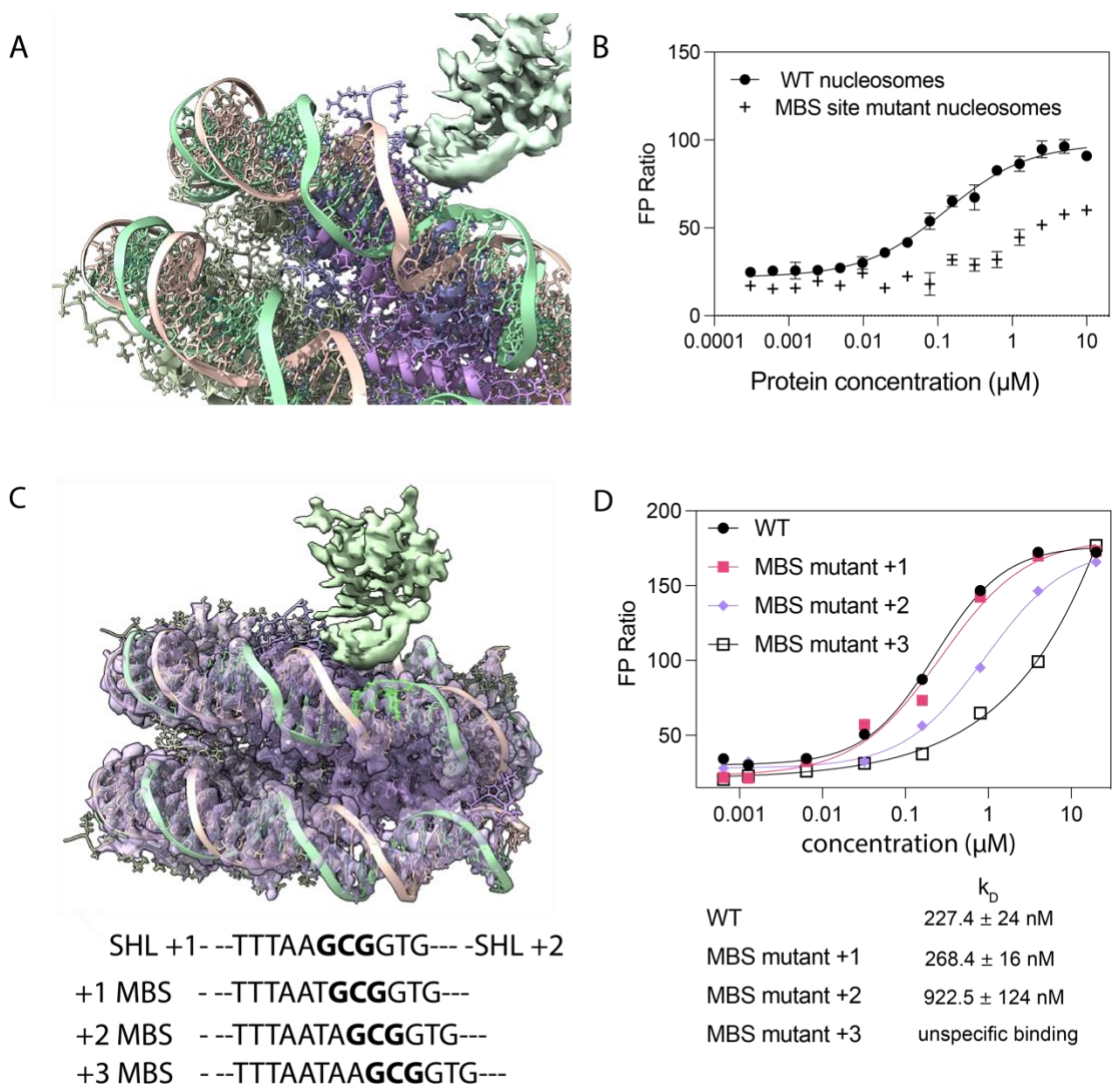 A
B
150
100
50
0
FP Ratio
WT nucleosomes
MBS site mutant nucleosomes
0.0001 0.001 0.01 0.1 1 10
Protein concentration (µM)
C
SHL +1- --TTTAAGCGGTG--- -SHL +2
+1 MBS - --TTTAATGCGGTG---
+2 MBS - --TTTAATAGCGGTG---
+3 MBS - --TTTAATAAGCGGTG---
D
200
150
100
50
FP Ratio
WT
MBS mutant +1
MBS mutant +2
MBS mutant +3
0.001 0.01 0.1 1 10
concentration (µM)
kD
WT 227.4 ± 24 nM
MBS mutant +1 268.4 ± 16 nM
MBS mutant +2 922.5 ± 124 nM
MBS mutant +3 unspecific binding